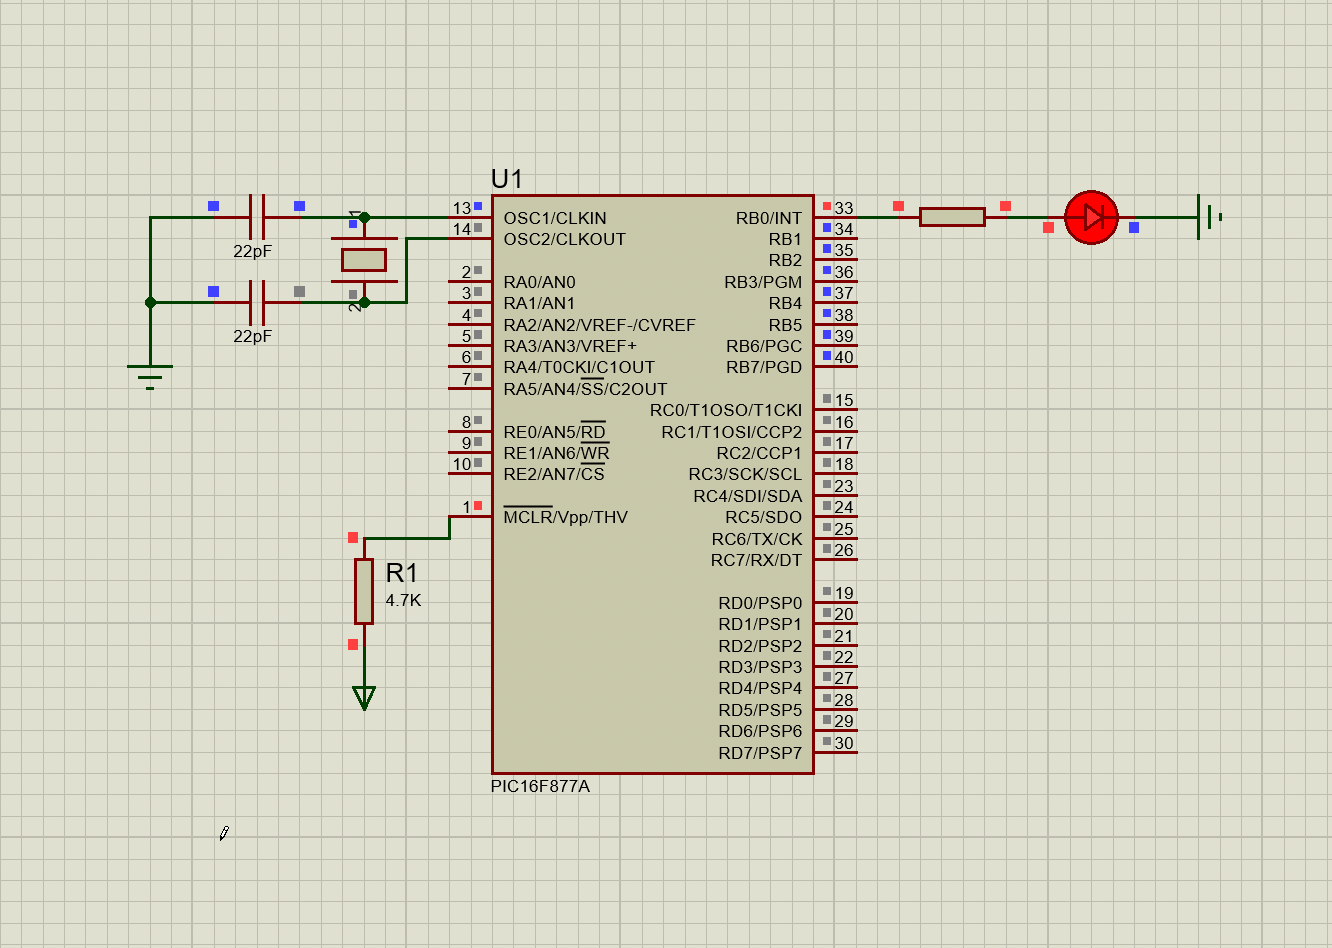 U1
13 OSC1/CLKIN
14 OSC2/CLKOUT
2 RA0/AN0
3 RA1/AN1
4 RA2/AN2/VREF-/CVREF
5 RA3/AN3/VREF+
6 RA4/T0CKI/C1OUT
7 RA5/AN4/SS/C2OUT
8 RE0/AN5/RD
9 RE1/AN6/WR
10 RE2/AN7/CS
1 MCLR/Vpp/THV
RB0/INT 33
RB1 34
RB2 35
RB3/PGM 36
RB4 37
RB5 38
RB6/PGC 39
RB7/PGD 40
RC0/T1OSO/T1CKI 15
RC1/T1OSI/CCP2 16
RC2/CCP1 17
RC3/SCK/SCL 18
RC4/SDI/SDA 23
RC5/SDO 24
RC6/TX/CK 25
RC7/RX/DT 26
RD0/PSP0 19
RD1/PSP1 20
RD2/PSP2 21
RD3/PSP3 22
RD4/PSP4 27
RD5/PSP5 28
RD6/PSP6 29
RD7/PSP7 30
PIC16F877A
22pF
22pF
1
2
R1
4.7K